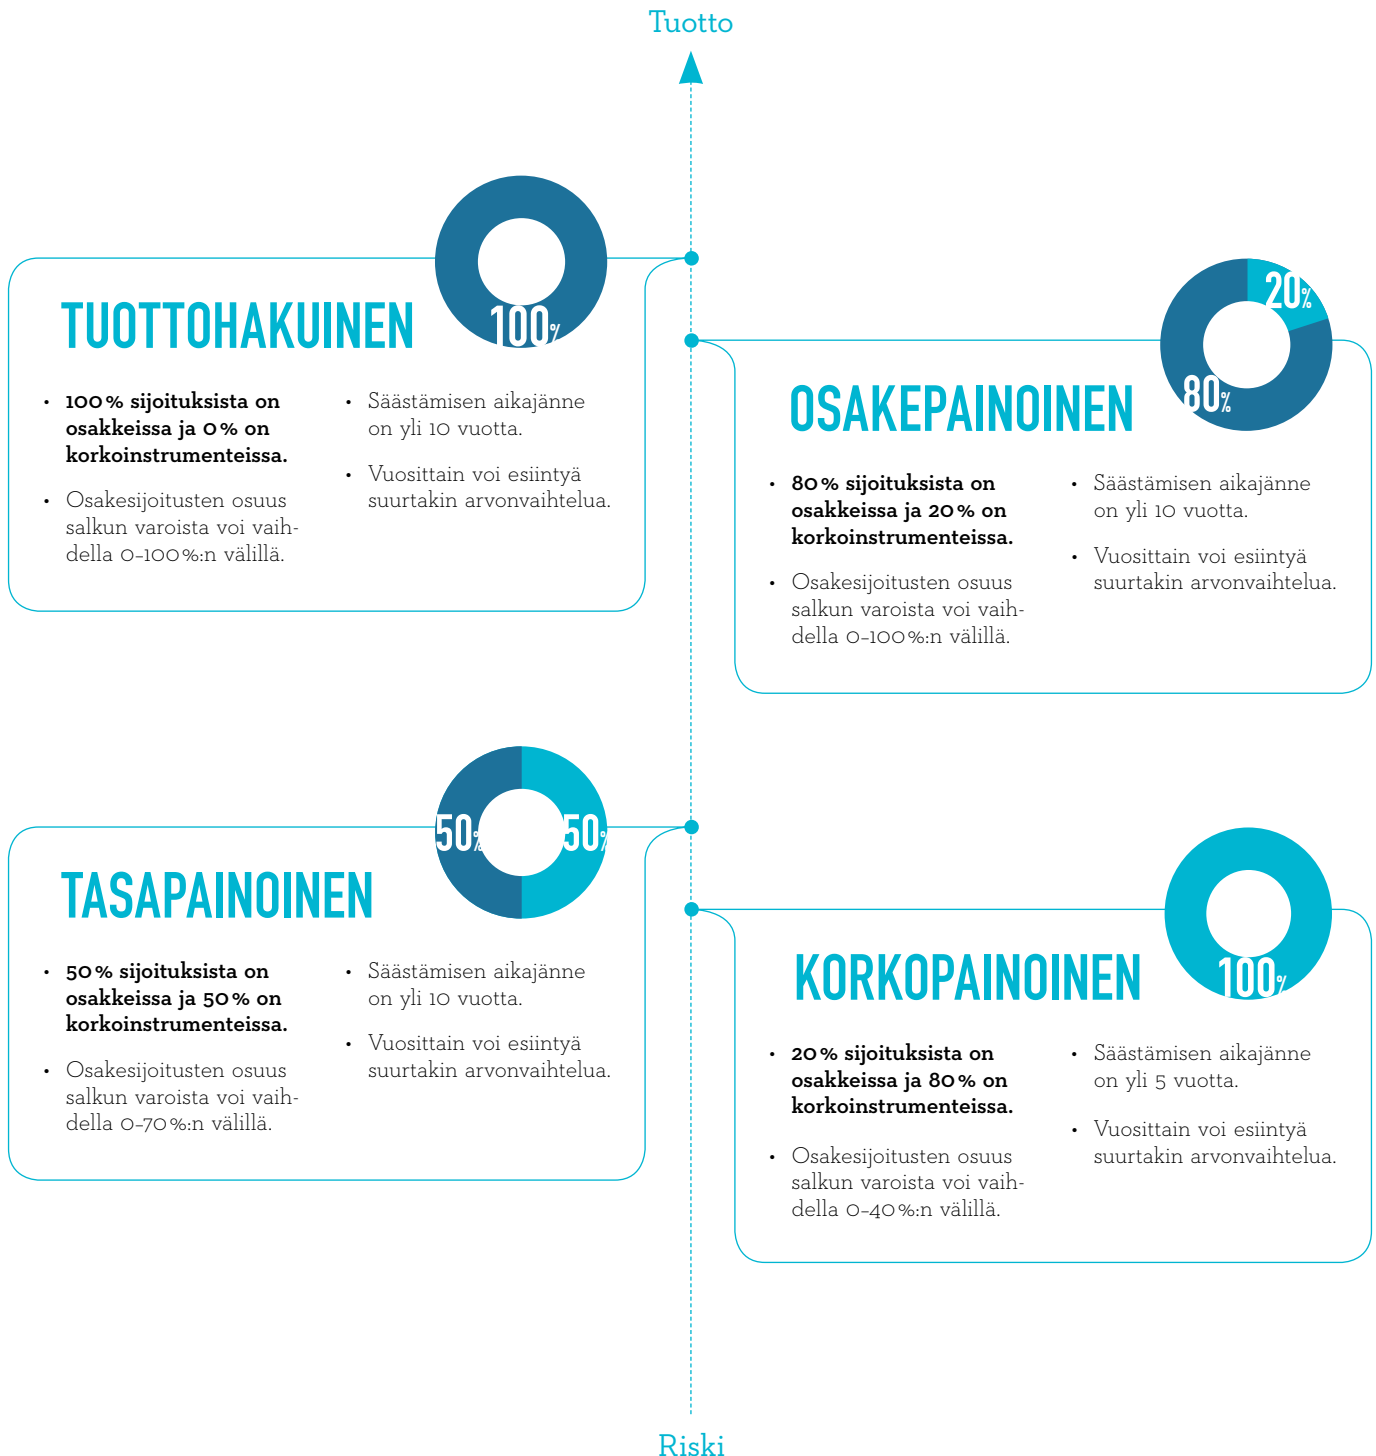 Tuotto
100%
TUOTTOHAKUINEN
• 100 % sijoituksista on
osakkeissa ja 0 % on
korkoinstrumenteissa.
• Osakesijoitusten osuus
salkun varoista voi vaih-
della 0–100 %:n välillä.
• Säästämisen aikajänne
on yli 10 vuotta.
• Vuosittain voi esiintyä
suurtakin arvonvaihtelua.
20%
80%
OSAKEPAINOINEN
• 80 % sijoituksista on
osakkeissa ja 20 % on
korkoinstrumenteissa.
• Osakesijoitusten osuus
salkun varoista voi vaih-
della 0–100 %:n välillä.
• Säästämisen aikajänne
on yli 10 vuotta.
• Vuosittain voi esiintyä
suurtakin arvonvaihtelua.
50% 50%
TASAPAINOINEN
• 50 % sijoituksista on
osakkeissa ja 50 % on
korkoinstrumenteissa.
• Osakesijoitusten osuus
salkun varoista voi vaih-
della 0–70 %:n välillä.
• Säästämisen aikajänne
on yli 10 vuotta.
• Vuosittain voi esiintyä
suurtakin arvonvaihtelua.
100%
KORKOPAINOINEN
• 20 % sijoituksista on
osakkeissa ja 80 % on
korkoinstrumenteissa.
• Osakesijoitusten osuus
salkun varoista voi vaih-
della 0–40 %:n välillä.
• Säästämisen aikajänne
on yli 5 vuotta.
• Vuosittain voi esiintyä
suurtakin arvonvaihtelua.
Riski